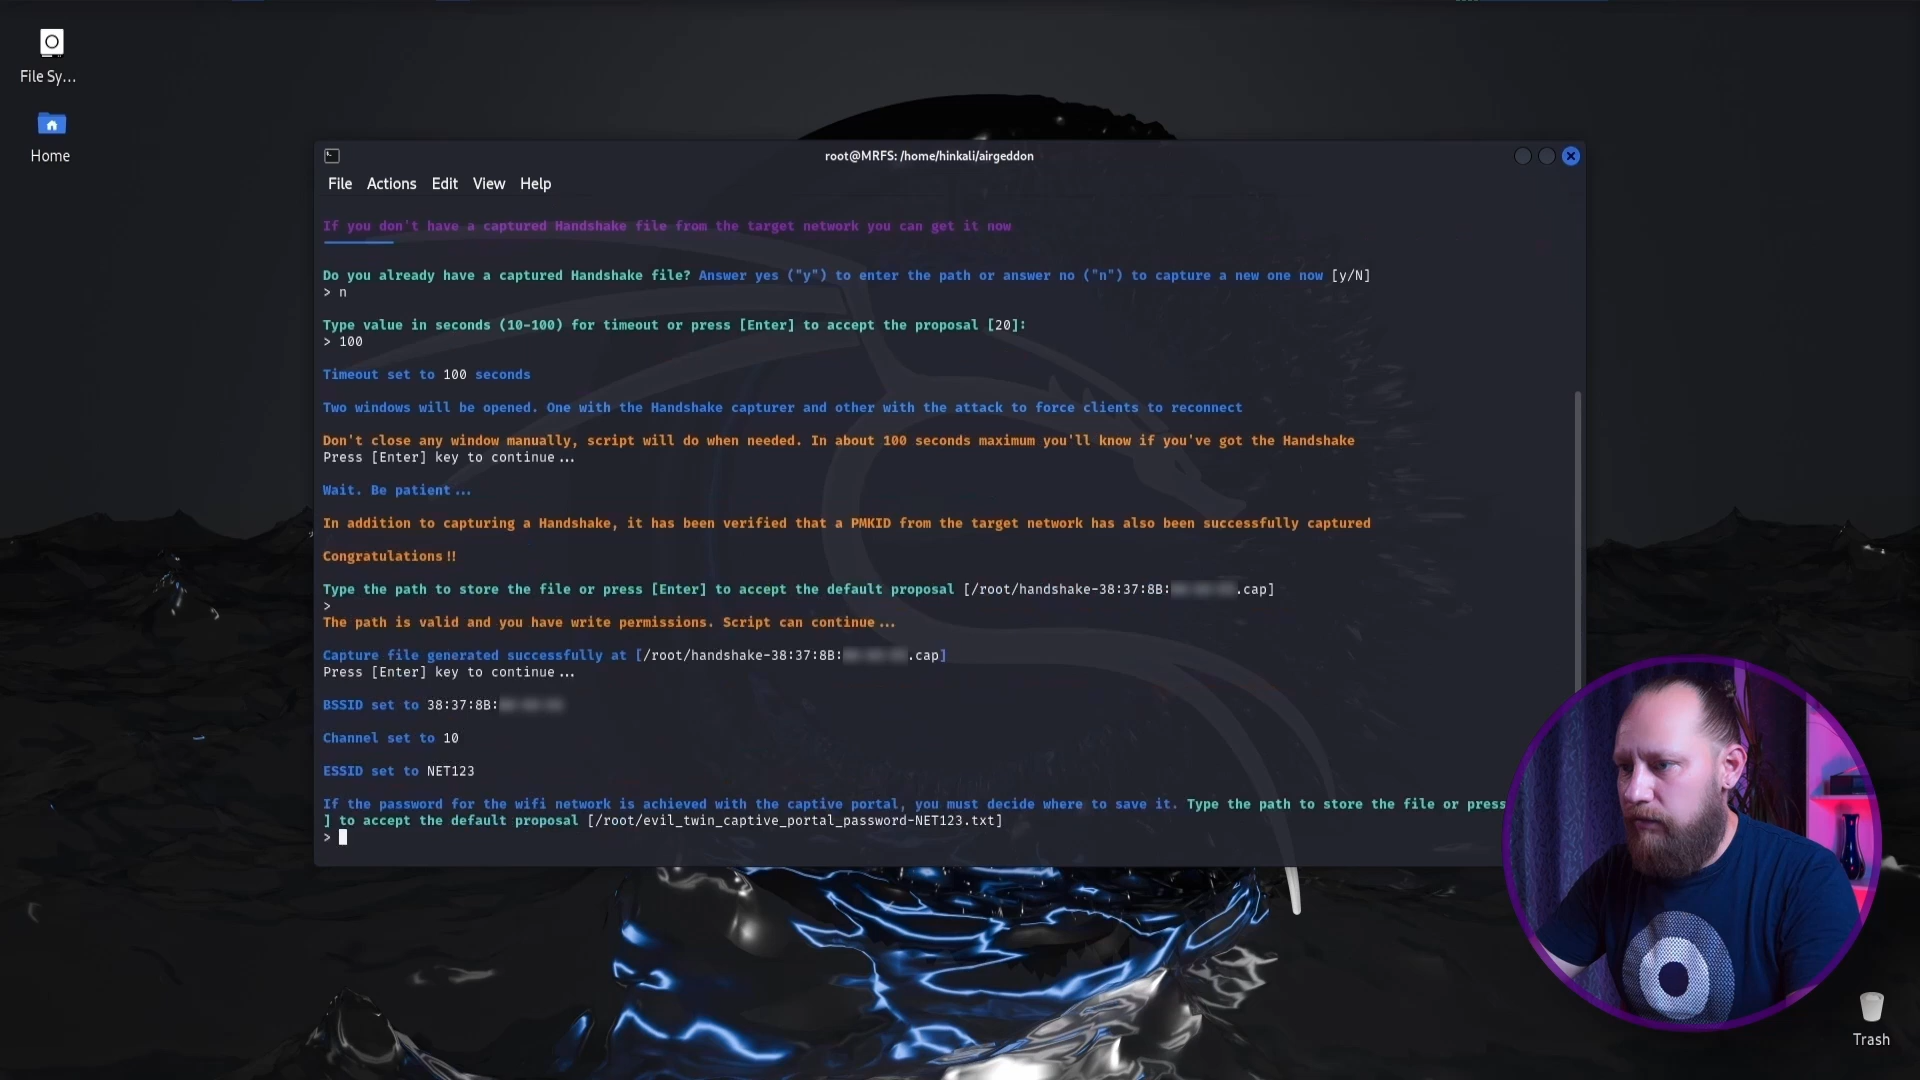 File Sy...
Home
root@MRFS: /home/hinkali/airgeddon
File Actions Edit View Help
If you don't have a captured Handshake file from the target network you can get it now
Do you already have a captured Handshake file? Answer yes ("y") to enter the path or answer no ("n") to capture a new one now [y/N]
> n
Type value in seconds (10-100) for timeout or press [Enter] to accept the proposal [20]:
> 100
Timeout set to 100 seconds
Two windows will be opened. One with the Handshake capturer and other with the attack to force clients to reconnect
Don't close any window manually, script will do when needed. In about 100 seconds maximum you'll know if you've got the Handshake
Press [Enter] key to continue...
Wait. Be patient...
In addition to capturing a Handshake, it has been verified that a PMKID from the target network has also been successfully captured
Congratulations!!
Type the path to store the file or press [Enter] to accept the default proposal [/root/handshake-38:37:8B: .cap]
>
The path is valid and you have write permissions. Script can continue...
Capture file generated successfully at [/root/handshake-38:37:8B: .cap]
Press [Enter] key to continue...
BSSID set to 38:37:8B:
Channel set to 10
ESSID set to NET123
If the password for the wifi network is achieved with the captive portal, you must decide where to save it. Type the path to store the file or press
] to accept the default proposal [/root/evil_twin_captive_portal_password-NET123.txt]
>
Trash